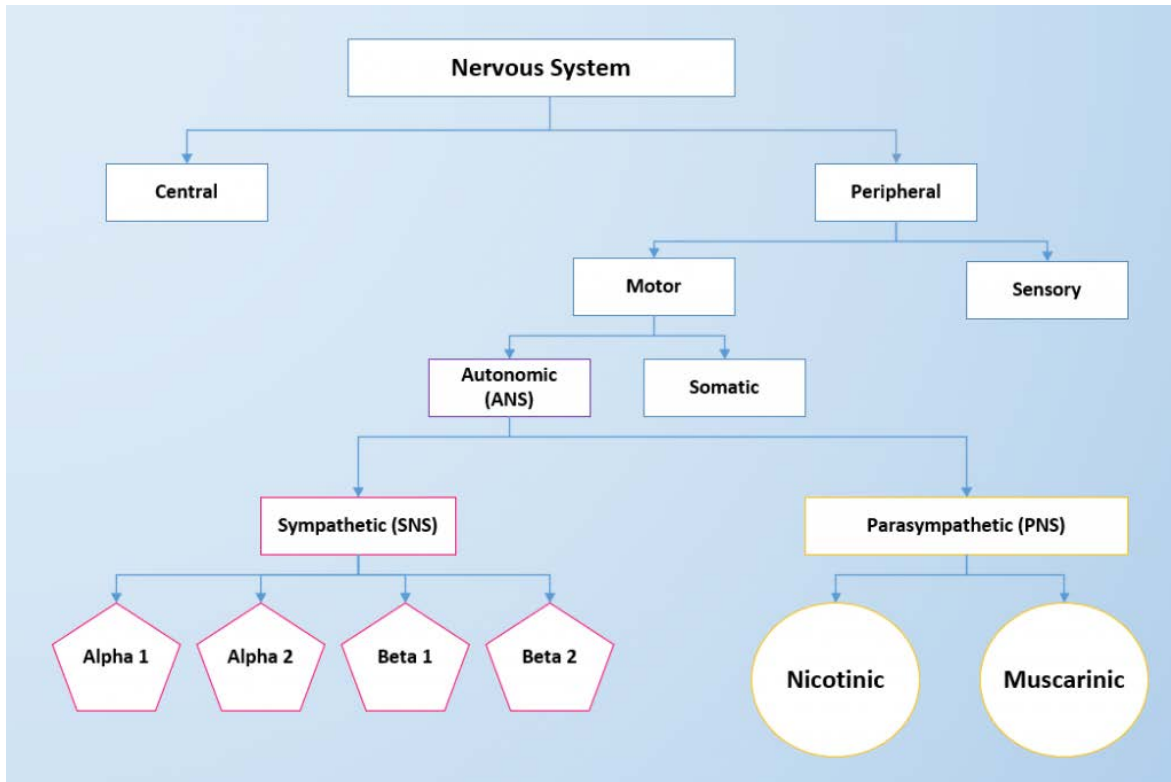 Nervous System
Central
Peripheral
Motor
Sensory
Autonomic
(ANS)
Somatic
Sympathetic (SNS)
Parasympathetic (PNS)
Alpha 1
Alpha 2
Beta 1
Beta 2
Nicotinic
Muscarinic